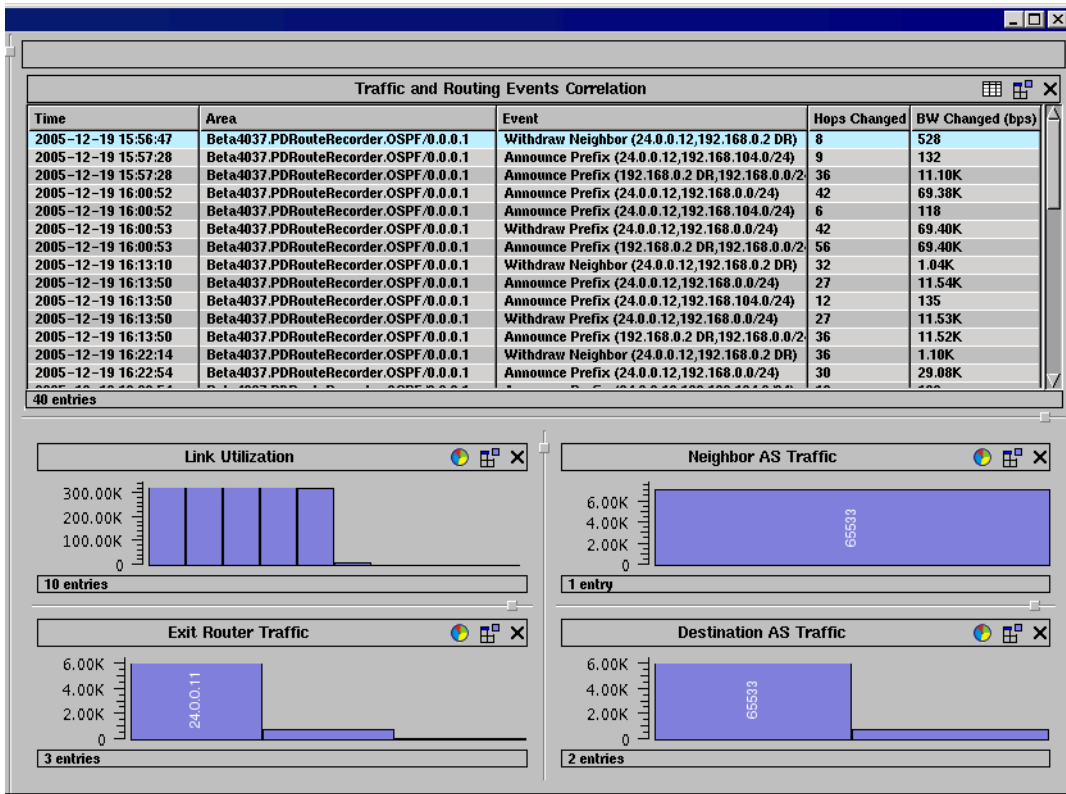 Traffic and Routing Events Correlation
Time Area Event Hops Changed BW Changed (bps)
2005-12-19 15:56:47 Beta4037.PDRouteRecorder.OSPF/0.0.0.1 Withdraw Neighbor (24.0.0.12,192.168.0.2 DR) 8 528
2005-12-19 15:57:28 Beta4037.PDRouteRecorder.OSPF/0.0.0.1 Announce Prefix (24.0.0.12,192.168.104.0/24) 9 132
2005-12-19 15:57:28 Beta4037.PDRouteRecorder.OSPF/0.0.0.1 Announce Prefix (192.168.0.2 DR,192.168.0.0/2 36 11.10K
2005-12-19 16:00:52 Beta4037.PDRouteRecorder.OSPF/0.0.0.1 Announce Prefix (24.0.0.12,192.168.0.0/24) 42 69.38K
2005-12-19 16:00:52 Beta4037.PDRouteRecorder.OSPF/0.0.0.1 Announce Prefix (24.0.0.12,192.168.104.0/24) 6 118
2005-12-19 16:00:53 Beta4037.PDRouteRecorder.OSPF/0.0.0.1 Withdraw Prefix (24.0.0.12,192.168.0.0/24) 42 69.40K
2005-12-19 16:00:53 Beta4037.PDRouteRecorder.OSPF/0.0.0.1 Announce Prefix (192.168.0.2 DR,192.168.0.0/2 56 69.40K
2005-12-19 16:13:10 Beta4037.PDRouteRecorder.OSPF/0.0.0.1 Withdraw Neighbor (24.0.0.12,192.168.0.2 DR) 32 1.04K
2005-12-19 16:13:50 Beta4037.PDRouteRecorder.OSPF/0.0.0.1 Announce Prefix (24.0.0.12,192.168.0.0/24) 27 11.54K
2005-12-19 16:13:50 Beta4037.PDRouteRecorder.OSPF/0.0.0.1 Announce Prefix (24.0.0.12,192.168.104.0/24) 12 135
2005-12-19 16:13:50 Beta4037.PDRouteRecorder.OSPF/0.0.0.1 Withdraw Prefix (24.0.0.12,192.168.0.0/24) 27 11.53K
2005-12-19 16:13:50 Beta4037.PDRouteRecorder.OSPF/0.0.0.1 Announce Prefix (192.168.0.2 DR,192.168.0.0/2 36 11.52K
2005-12-19 16:22:14 Beta4037.PDRouteRecorder.OSPF/0.0.0.1 Withdraw Neighbor (24.0.0.12,192.168.0.2 DR) 36 1.10K
2005-12-19 16:22:54 Beta4037.PDRouteRecorder.OSPF/0.0.0.1 Announce Prefix (24.0.0.12,192.168.0.0/24) 30 29.08K
40 entries
Link Utilization
300.00K
200.00K
100.00K
0
10 entries
Neighbor AS Traffic
6.00K
4.00K
2.00K
0
65533
1 entry
Exit Router Traffic
6.00K
4.00K
2.00K
0
24.0.0.11
3 entries
Destination AS Traffic
6.00K
4.00K
2.00K
0
65533
2 entries